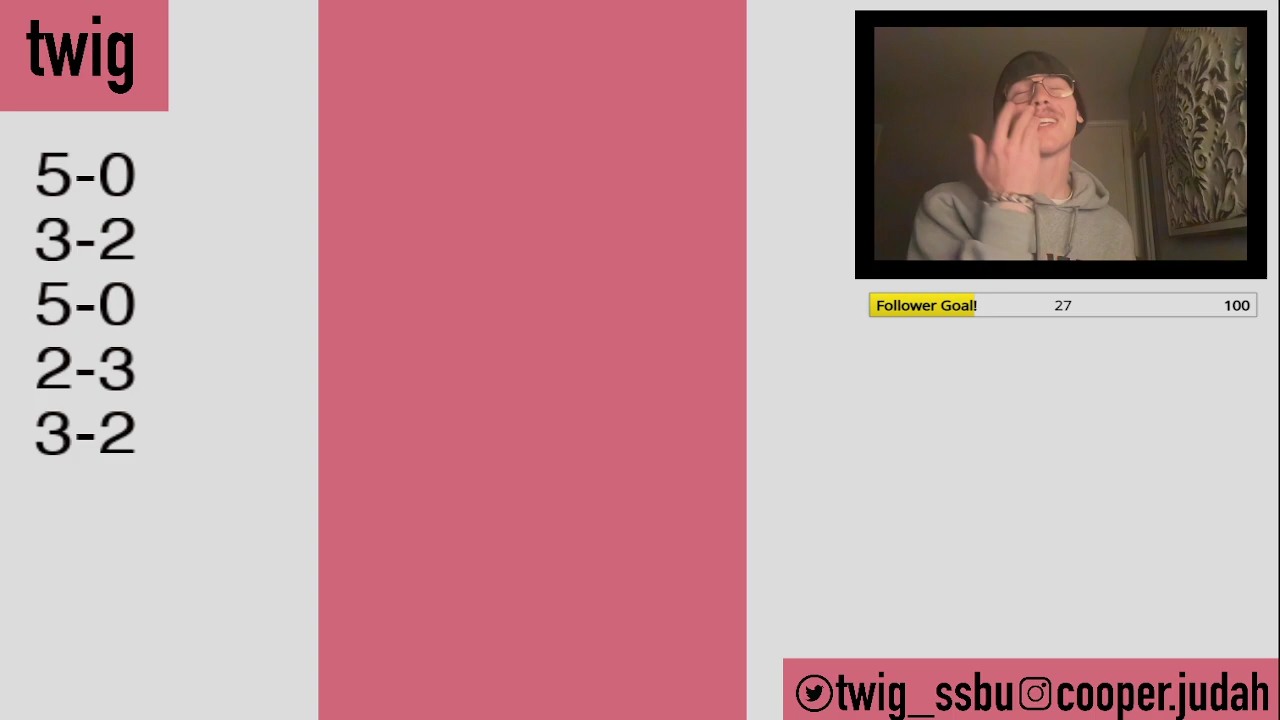 twig
5-0
3-2
5-0
2-3
3-2
Follower Goal! 27 100
twig_ssbu cooper.judah